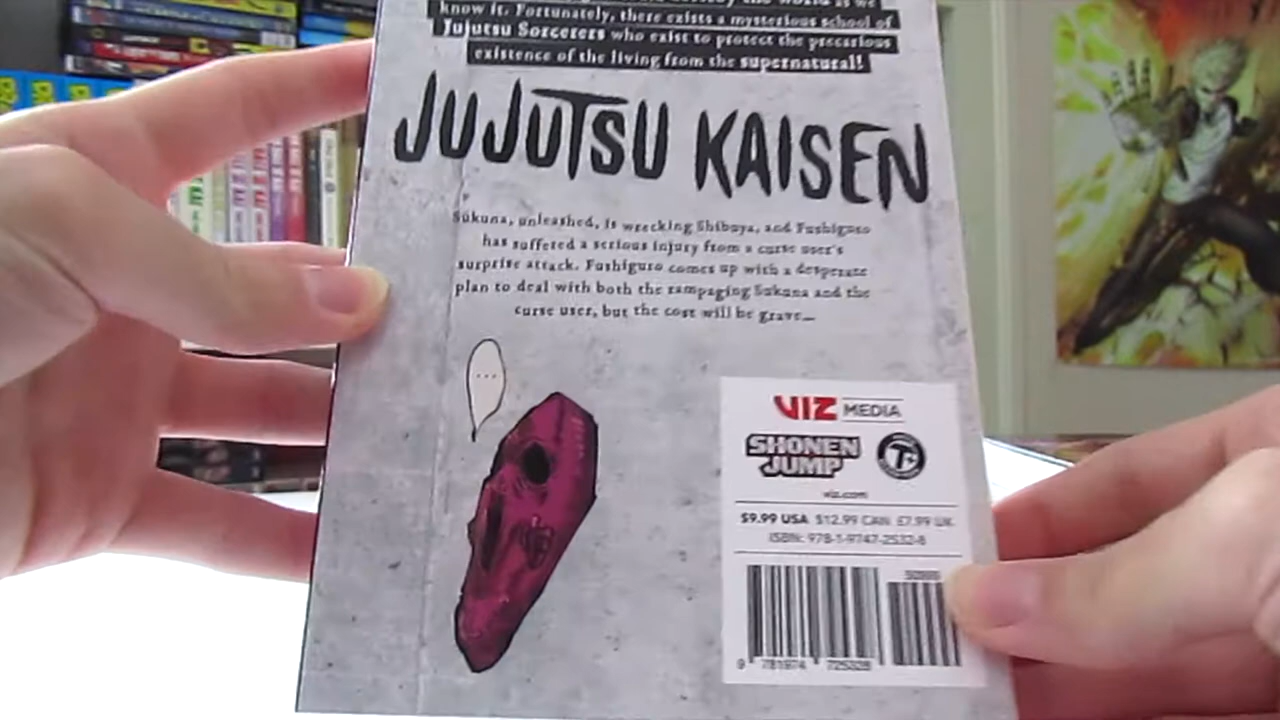 know it. Fortunately, there exists a mysterious school of
Jujutsu Sorcerers who exist to protect the precarious
existence of the living from the supernatural!
JUJUTSU KAISEN
Sukuna, unleashed, is wrecking Shibuya, and Fushiguro
has suffered a serious injury from a curse user's
surprise attack. Fushiguro comes up with a desperate
plan to deal with both the rampaging Sukuna and the
curse user, but the cost will be grave...
...
VIZ MEDIA
SHONEN
JUMP
T
viz.com
$9.99 USA $12.99 CAN £7.99 UK
ISBN: 978-1-9747-2532-8
9 781974 725328